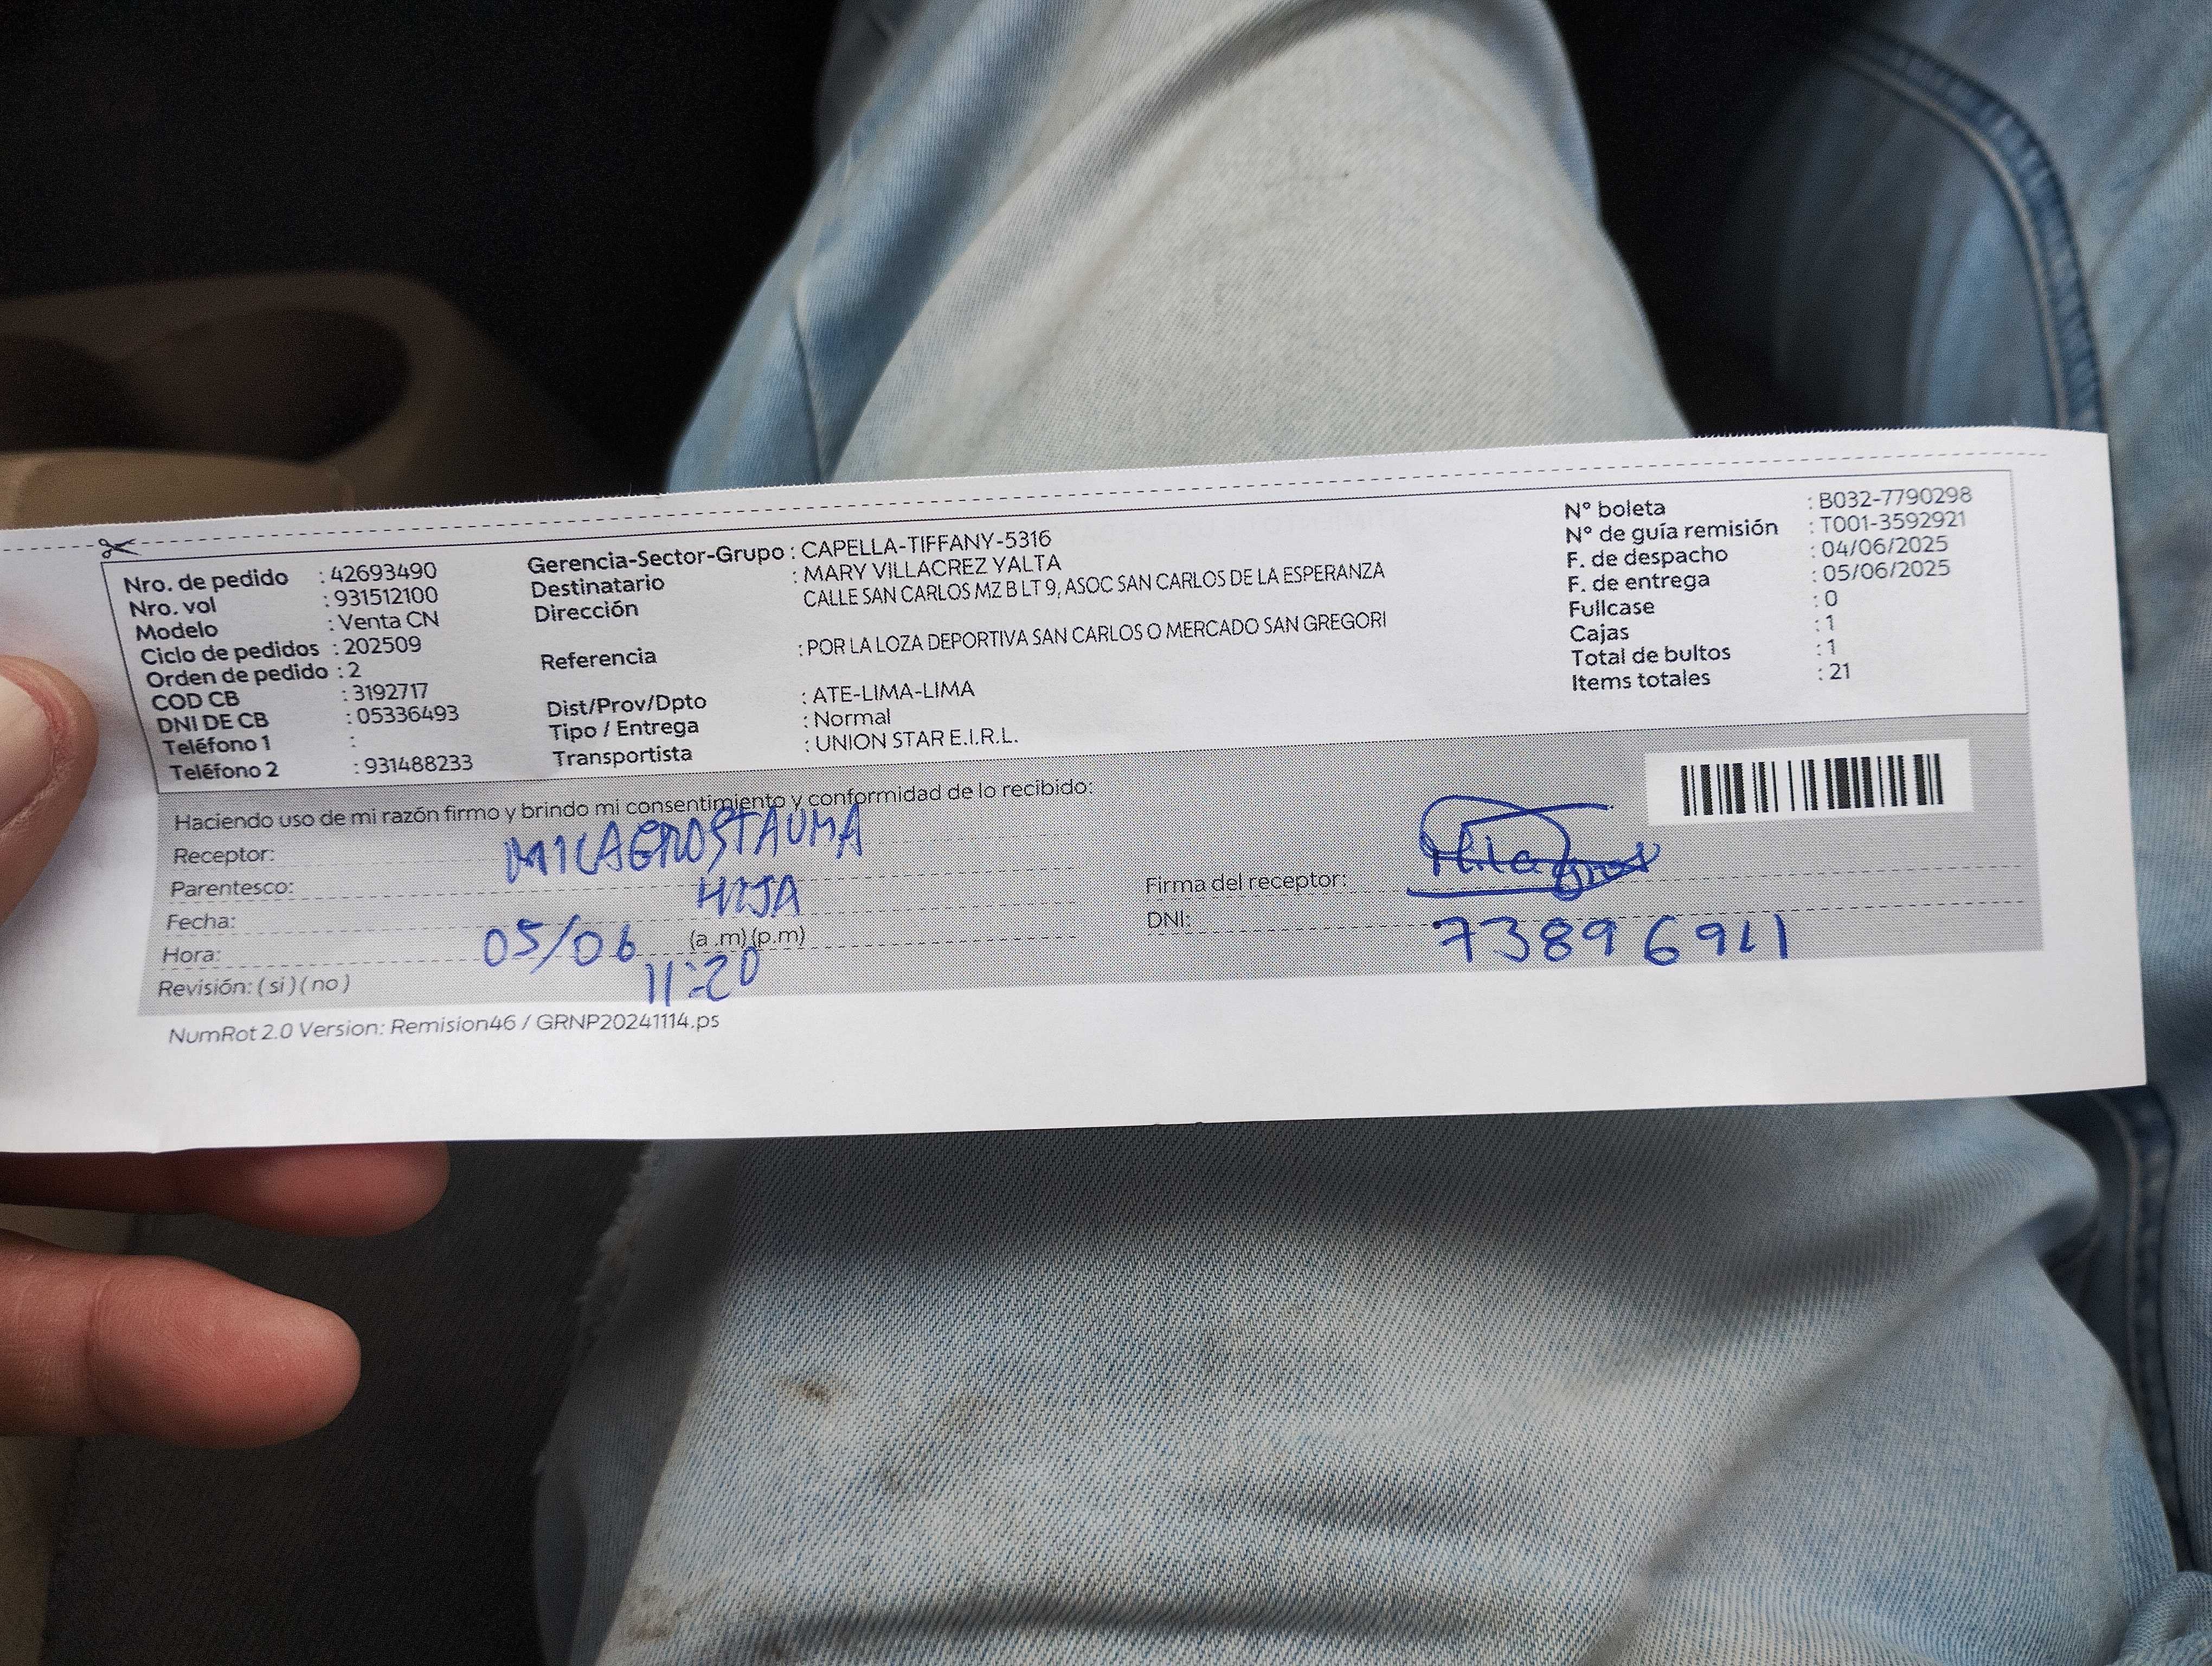 Nro. de pedido : 42693490
Nro. vol : 931512100
Modelo : Venta CN
Ciclo de pedidos : 202509
Orden de pedido : 2
COD CB : 3192717
DNI DE CB : 05336493
Teléfono 1 :
Teléfono 2 : 931488233
Gerencia-Sector-Grupo : CAPELLA-TIFFANY-5316
Destinatario : MARY VILLACREZ YALTA
Dirección CALLE SAN CARLOS MZ B LT 9, ASOC SAN CARLOS DE LA ESPERANZA
Referencia : POR LA LOZA DEPORTIVA SAN CARLOS O MERCADO SAN GREGORI
Dist/Prov/Dpto : ATE-LIMA-LIMA
Tipo / Entrega : Normal
Transportista : UNION STAR E.I.R.L.
N° boleta : B032-7790298
N° de guía remisión : T001-3592921
F. de despacho : 04/06/2025
F. de entrega : 05/06/2025
Fullcase : 0
Cajas : 1
Total de bultos : 1
Items totales : 21
Haciendo uso de mi razón firmo y brindo mi consentimiento y conformidad de lo recibido:
Receptor: MILAGROS TAUMA
Parentesco: HIJA
Fecha: 05/06
Hora: (a .m) (p.m) 11:20
Revisión: ( si ) ( no )
Firma del receptor: Milagros
DNI: 73896911
NumRot 2.0 Version: Remision46 / GRNP20241114.ps